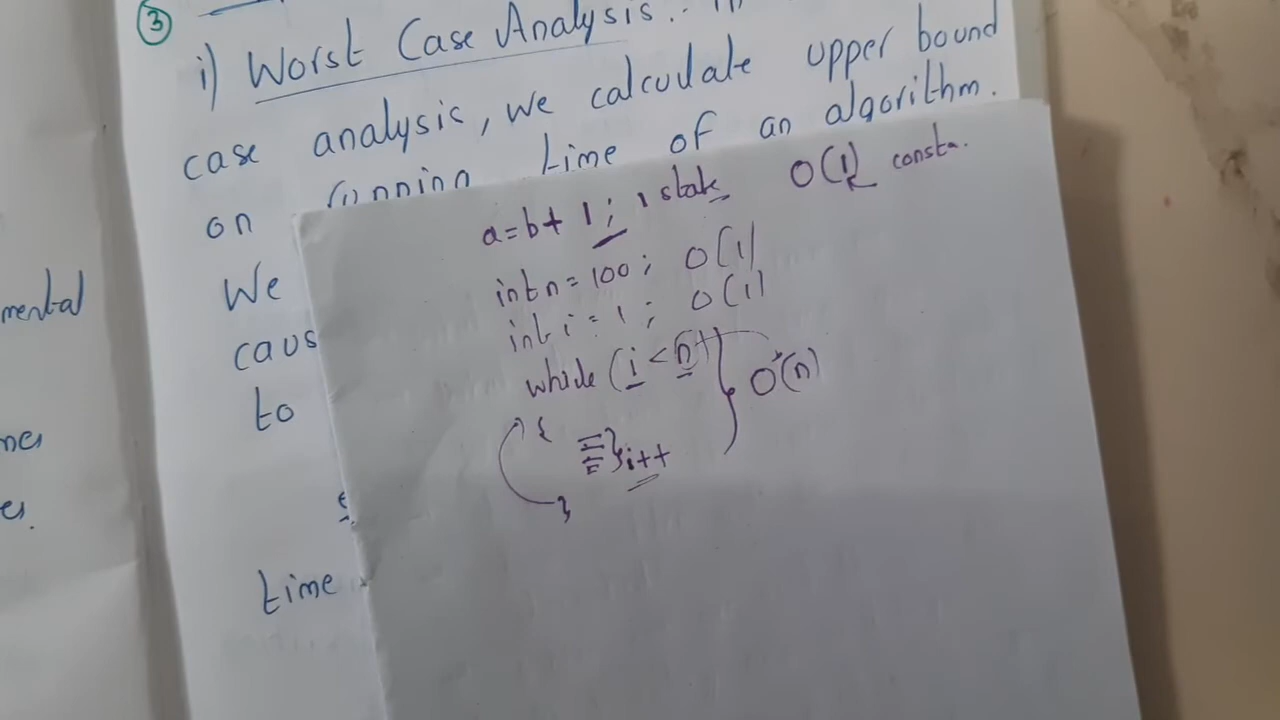 3
i) Worst Case Analysis :-
case analysis, we calculate upper bound
on running time of an algorithm.
We
caus
to
time
mental
a = b + 1 ; 1 state O(1) consta.
int n = 100 ; O(1)
int i = 1 ; O(1)
while (i < n) } O(n)
{
} i++
}